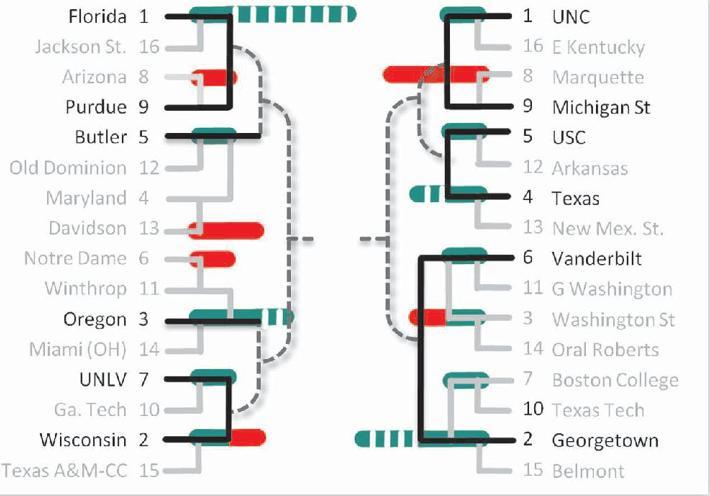 Florida 1
Jackson St. 16
Arizona 8
Purdue 9
Butler 5
Old Dominion 12
Maryland 4
Davidson 13
Notre Dame 6
Winthrop 11
Oregon 3
Miami (OH) 14
UNLV 7
Ga. Tech 10
Wisconsin 2
Texas A&M-CC 15
1 UNC
16 E Kentucky
8 Marquette
9 Michigan St
5 USC
12 Arkansas
4 Texas
13 New Mex. St.
6 Vanderbilt
11 G Washington
3 Washington St
14 Oral Roberts
7 Boston College
10 Texas Tech
2 Georgetown
15 Belmont